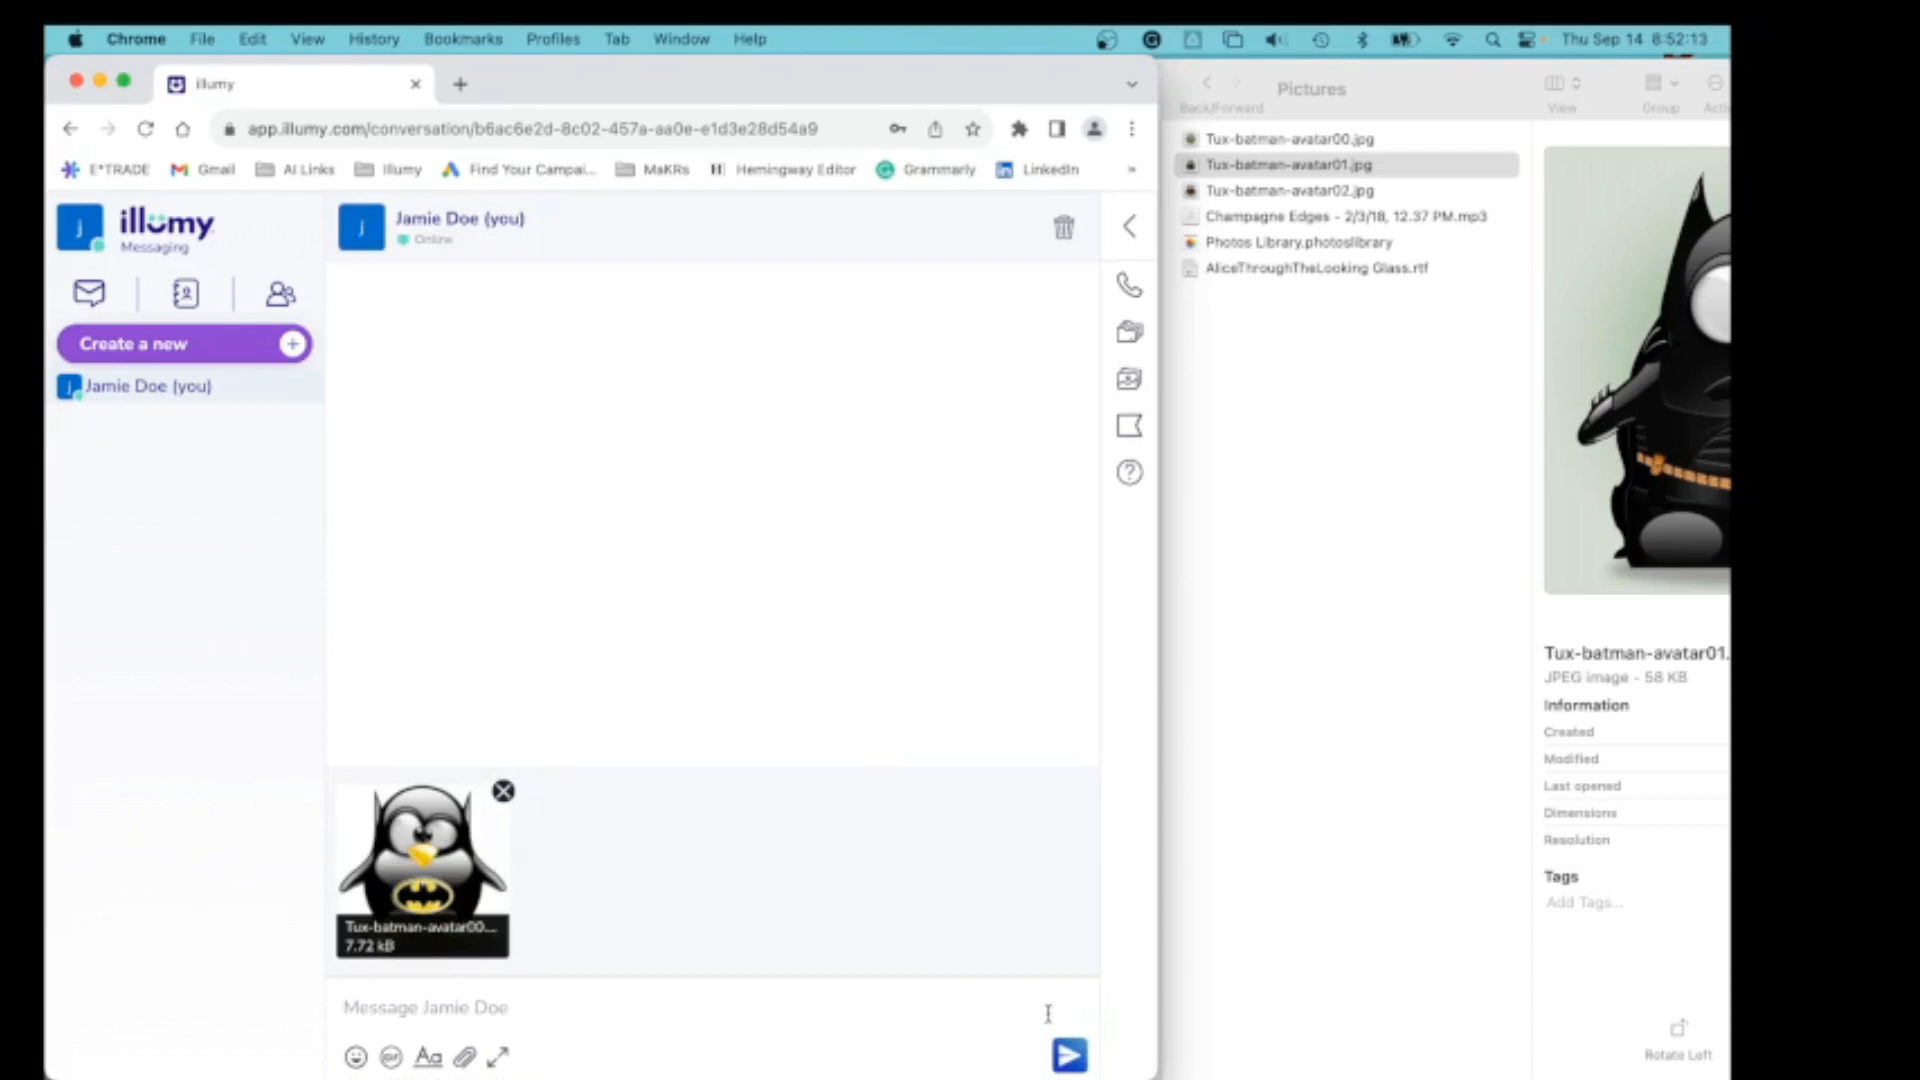 Chrome File Edit View History Bookmarks Profiles Tab Window Help
Thu Sep 14 8:52:13
illumy
app.illumy.com/conversation/b6ac6e2d-8c02-457a-aa0e-e1d3e28d54a9
E*TRADE Gmail AI Links Illumy Find Your Campai... MaKRs Hemingway Editor Grammarly LinkedIn »
illumy
Messaging
Create a new
Jamie Doe (you)
j
Jamie Doe (you)
Online
Tux-batman-avatar00....
7.72 kB
Message Jamie Doe
GIF
Aa
Pictures
Back/Forward
View
Group
Tux-batman-avatar00.jpg
Tux-batman-avatar01.jpg
Tux-batman-avatar02.jpg
Champagne Edges - 2/3/18, 12.37 PM.mp3
Photos Library.photoslibrary
AliceThroughTheLooking Glass.rtf
Tux-batman-avatar01.
JPEG image - 58 KB
Information
Created
Modified
Last opened
Dimensions
Resolution
Tags
Add Tags...
Rotate Left